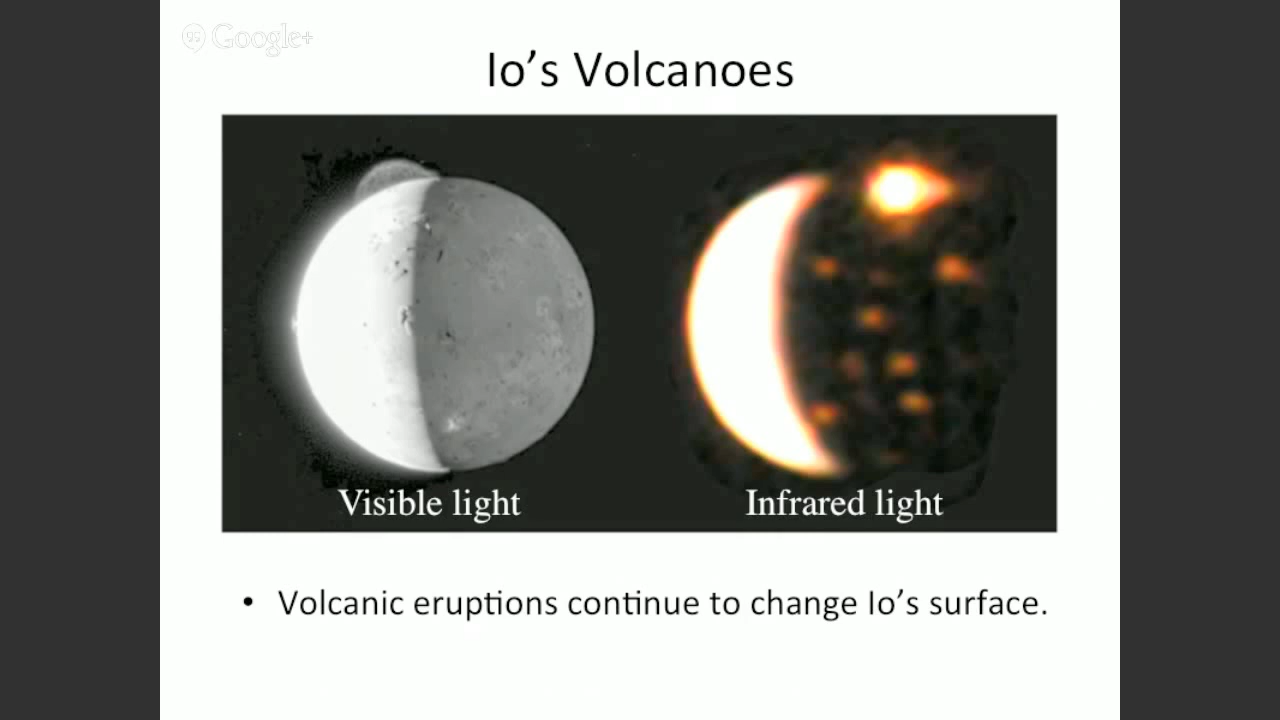 Google+
Io’s Volcanoes
Visible light
Infrared light
• Volcanic eruptions continue to change Io’s surface.